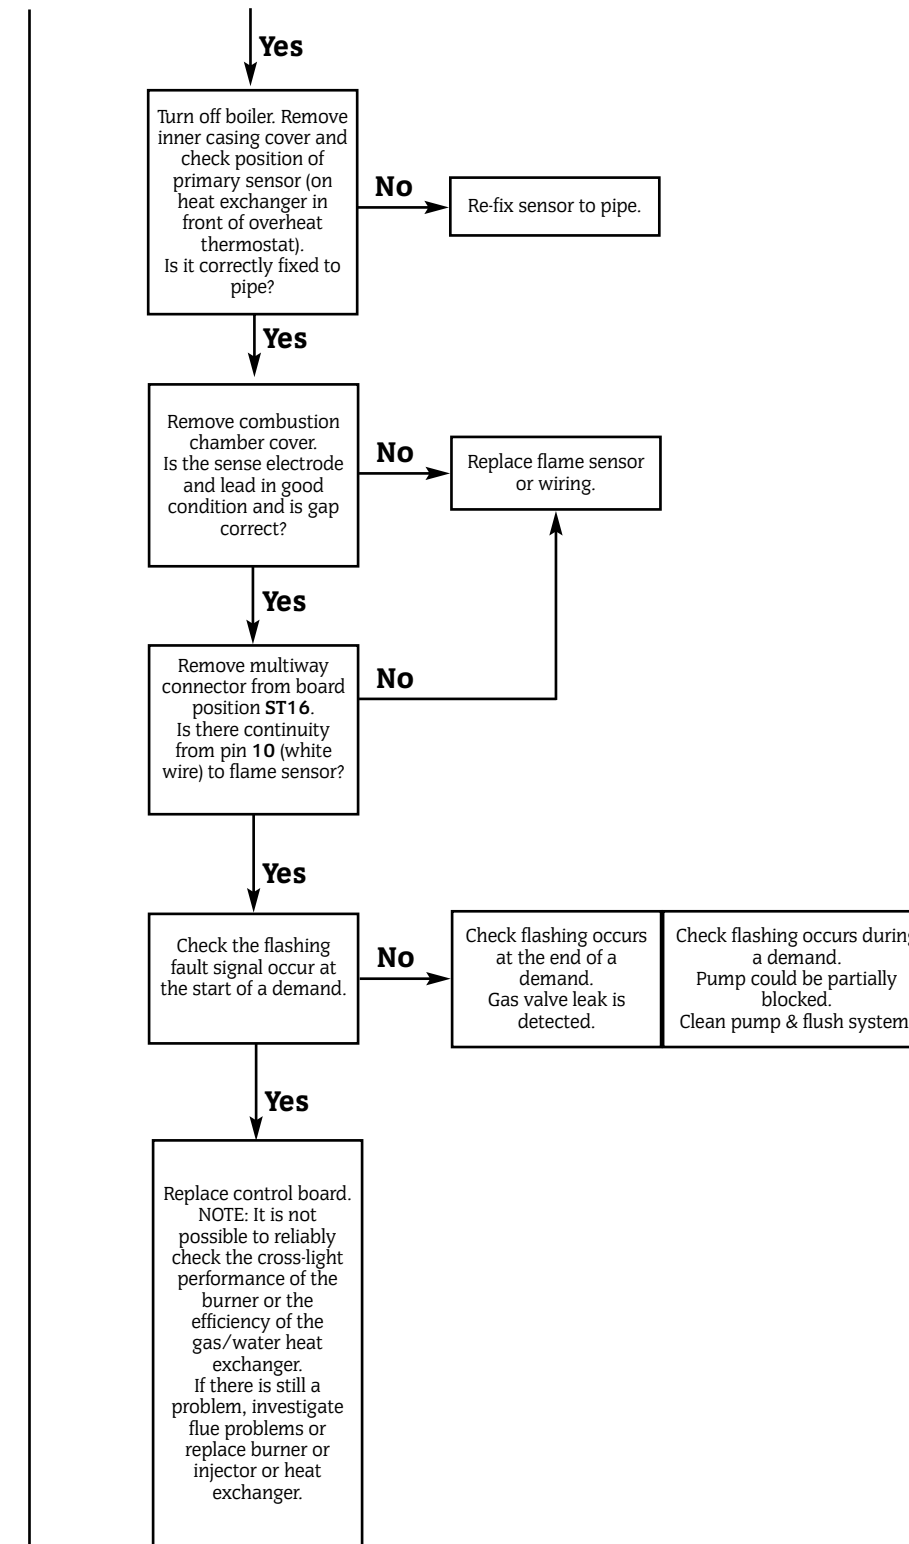 Yes
Turn off boiler. Remove
inner casing cover and
check position of
primary sensor (on
heat exchanger in
front of overheat
thermostat).
Is it correctly fixed to
pipe?
No
Re-fix sensor to pipe.
Yes
Remove combustion
chamber cover.
Is the sense electrode
and lead in good
condition and is gap
correct?
No
Replace flame sensor
or wiring.
Yes
Remove multiway
connector from board
position ST16.
Is there continuity
from pin 10 (white
wire) to flame sensor?
No
Yes
Check the flashing
fault signal occur at
the start of a demand.
No
Check flashing occurs
at the end of a
demand.
Gas valve leak is
detected.
Check flashing occurs during
a demand.
Pump could be partially
blocked.
Clean pump & flush system
Yes
Replace control board.
NOTE: It is not
possible to reliably
check the cross-light
performance of the
burner or the
efficiency of the
gas/water heat
exchanger.
If there is still a
problem, investigate
flue problems or
replace burner or
injector or heat
exchanger.